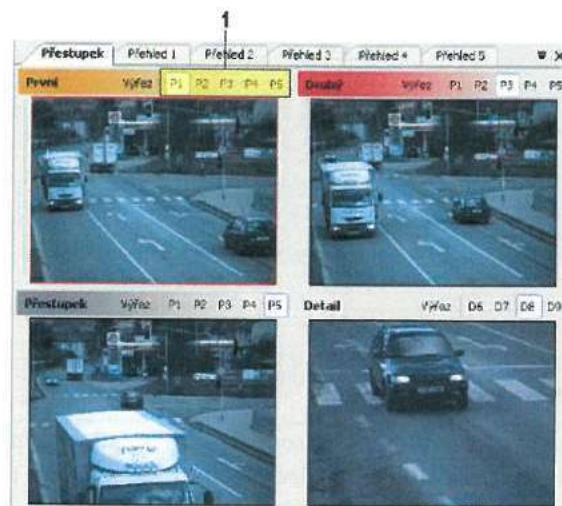 1
Přestupek Přehled 1 Přehled 2 Přehled 3 Přehled 4 Přehled 5
První Výřez P1 P2 P3 P4 P5
Druhý Výřez P1 P2 P3 P4 P5
Přestupek Výřez P1 P2 P3 P4 P5
Detail Výřez D6 D7 D8 D9